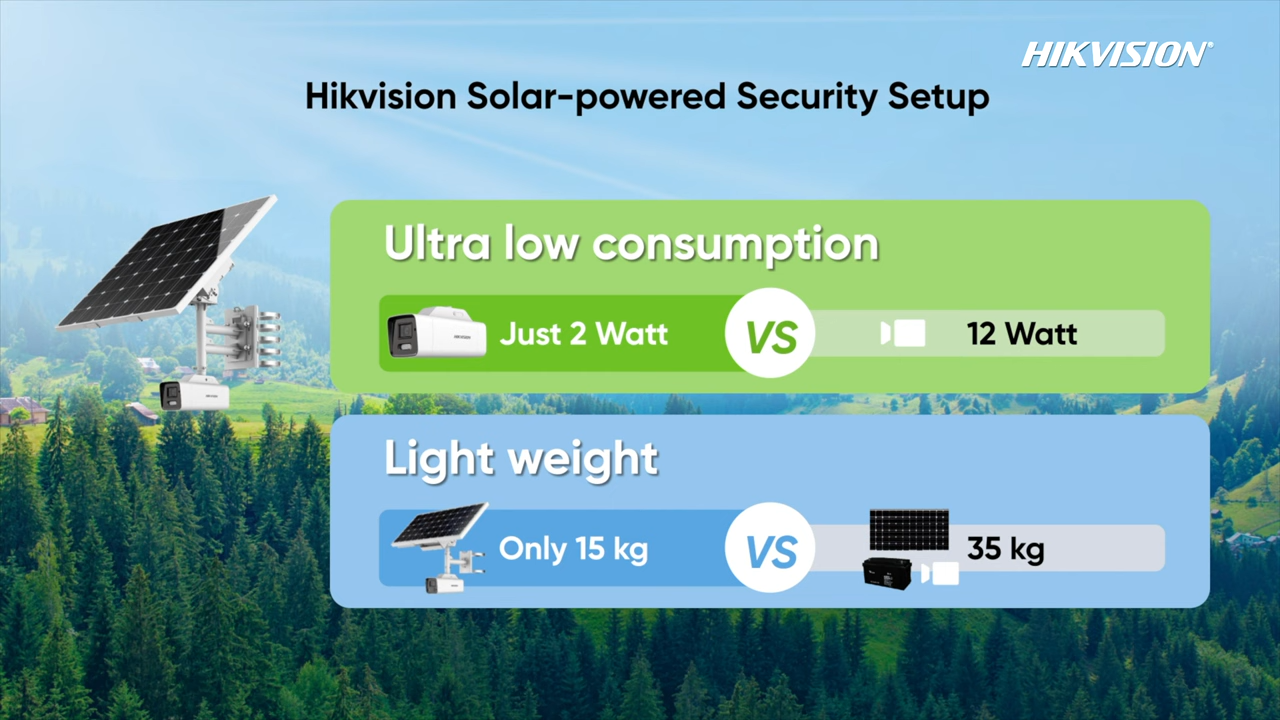 HIKVISION®
Hikvision Solar-powered Security Setup
Ultra low consumption
HIKVISION
Just 2 Watt
VS
12 Watt
Light weight
Only 15 kg
VS
35 kg